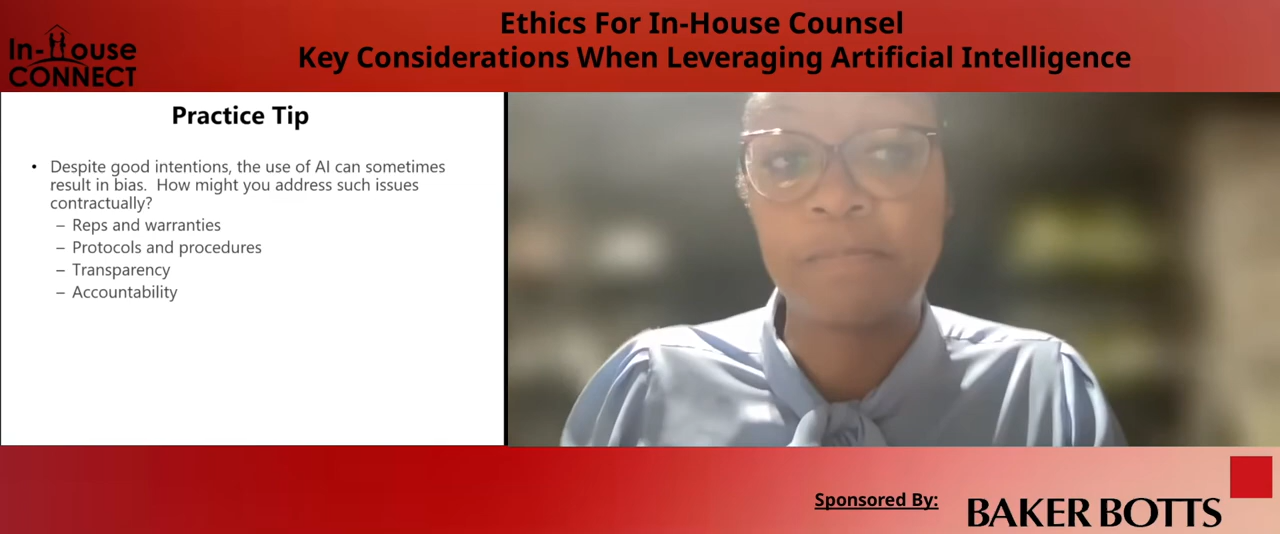 Ethics For In-House Counsel
Key Considerations When Leveraging Artificial Intelligence
In-House
CONNECT
Practice Tip
• Despite good intentions, the use of AI can sometimes
result in bias.  How might you address such issues
contractually?
– Reps and warranties
– Protocols and procedures
– Transparency
– Accountability
Sponsored By:
BAKER BOTTS